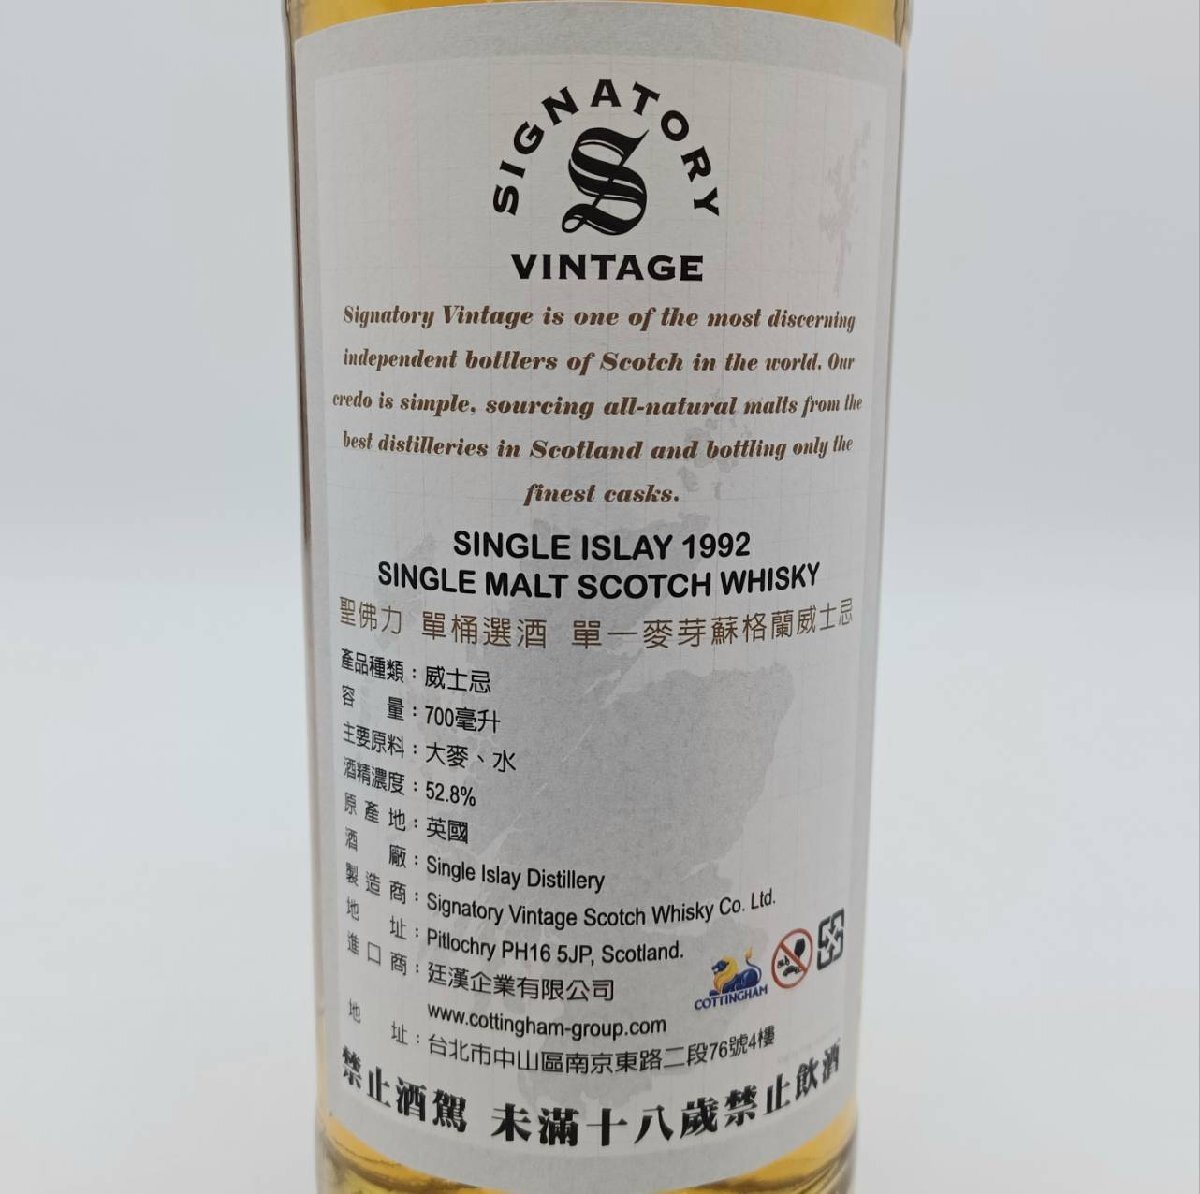 SIGNATORY
S
VINTAGE
Signatory Vintage is one of the most discerning
independent bottlers of Scotch in the world. Our
credo is simple, sourcing all-natural malts from the
best distilleries in Scotland and bottling only the
finest casks.
SINGLE ISLAY 1992
SINGLE MALT SCOTCH WHISKY
聖佛力 單桶選酒 單一麥芽蘇格蘭威士忌
產品種類：威士忌
容量：700毫升
主要原料：大麥、水
酒精濃度：52.8%
原產地：英國
酒廠：Single Islay Distillery
製造商：Signatory Vintage Scotch Whisky Co. Ltd.
地址：Pitlochry PH16 5JP, Scotland.
進口商：廷漢企業有限公司
www.cottingham-group.com
COTTINGHAM
地址：台北市中山區南京東路二段76號4樓
禁止酒駕 未滿十八歲禁止飲酒